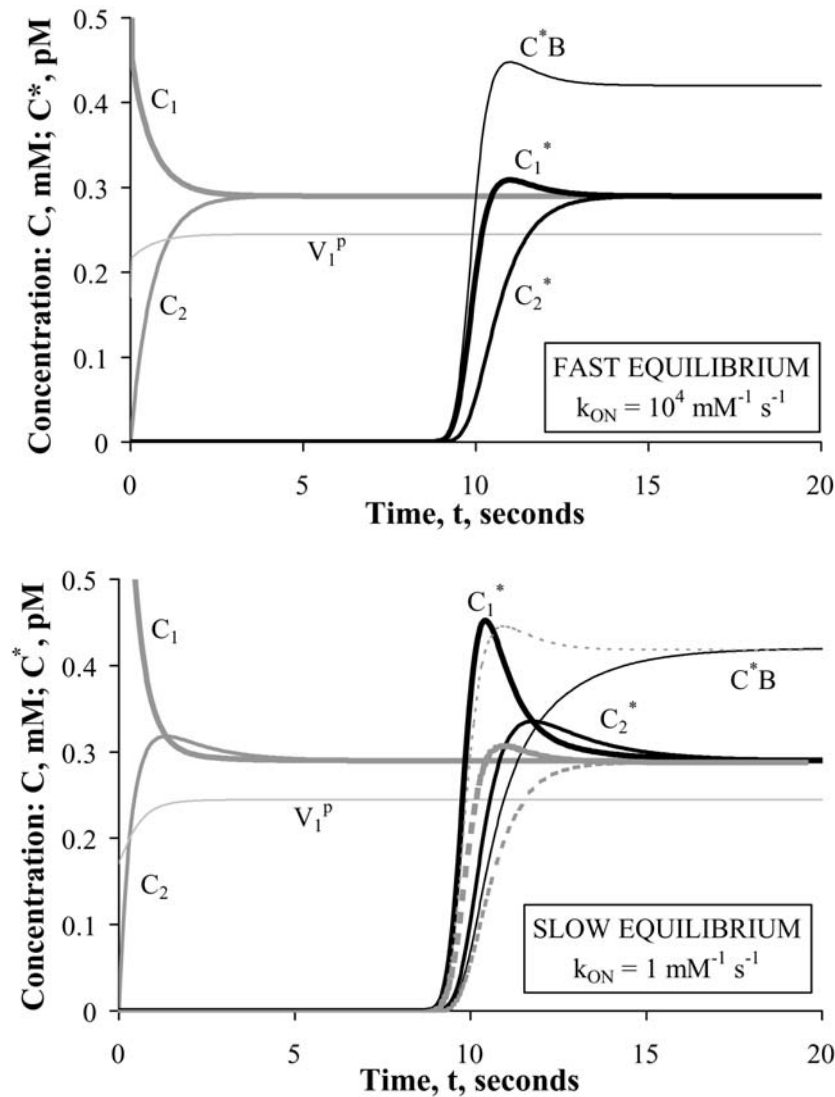 Concentration: C, mM; C*, pM
0.5
0.4
0.3
0.2
0.1
0
C₁
C₂
V₁ᵖ
C*B
C₁*
C₂*
FAST EQUILIBRIUM
k_ON = 10⁴ mM⁻¹ s⁻¹
0 5 10 15 20
Time, t, seconds
Concentration: C, mM; C*, pM
0.5
0.4
0.3
0.2
0.1
0
C₁
C₂
V₁ᵖ
C₁*
C*B
C₂*
SLOW EQUILIBRIUM
k_ON = 1 mM⁻¹ s⁻¹
0 5 10 15 20
Time, t, seconds